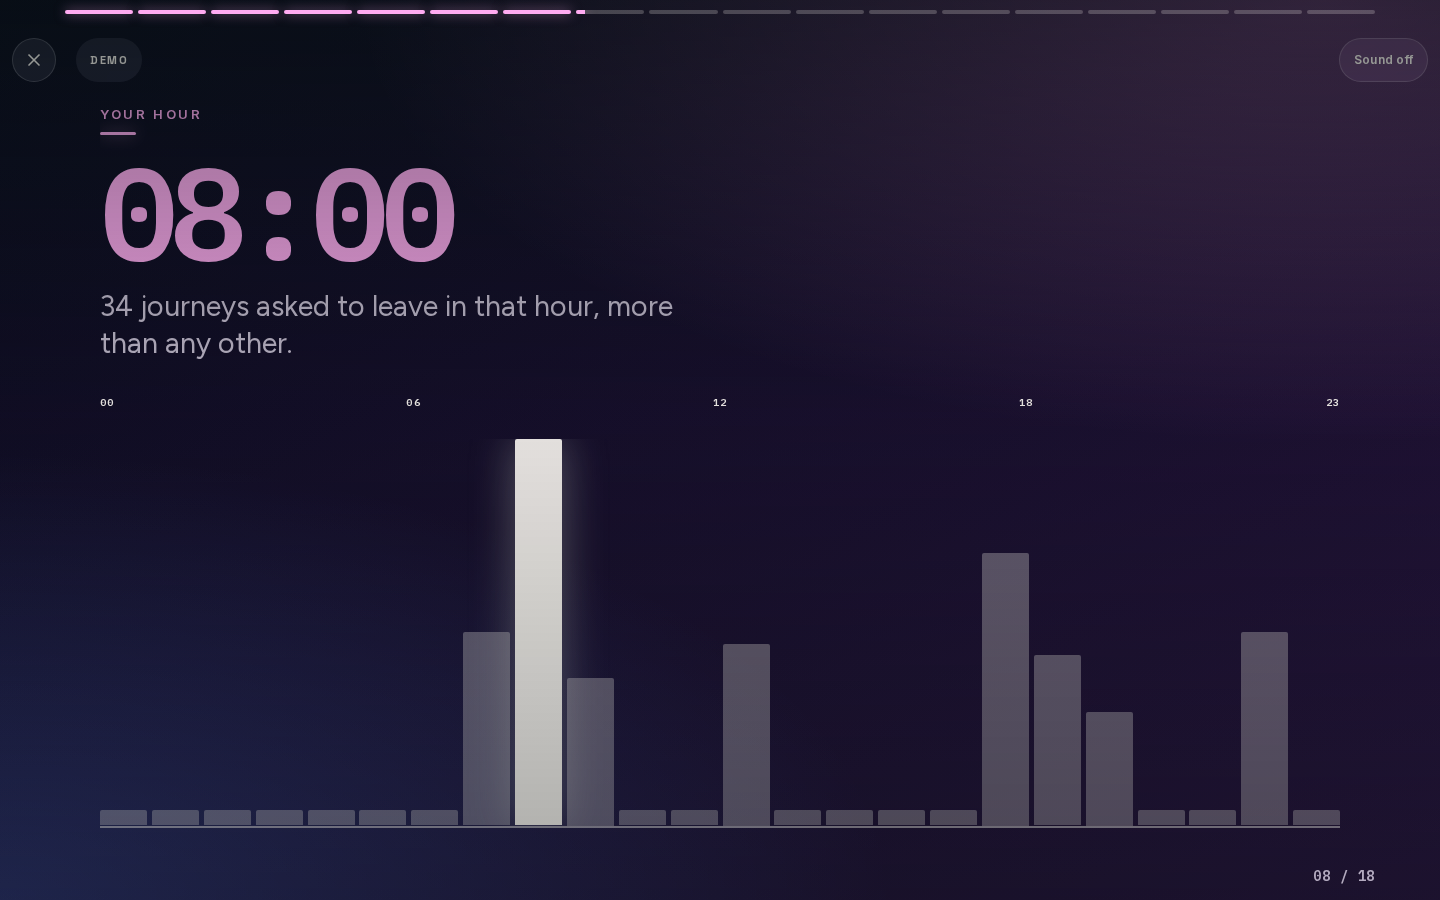 DEMO
Sound off
YOUR HOUR
08:00
34 journeys asked to leave in that hour, more
than any other.
00 06 12 18 23
08 / 18